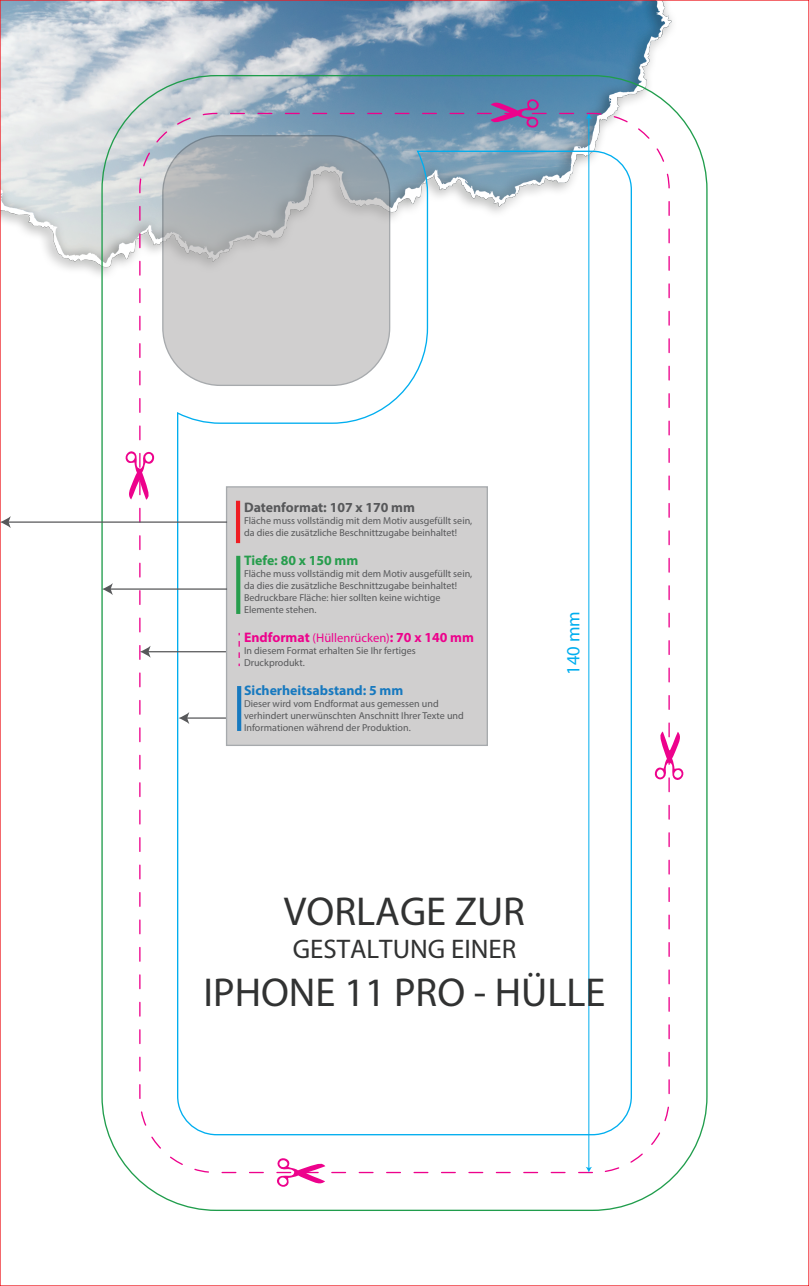 Datenformat: 107 x 170 mm
Fläche muss vollständig mit dem Motiv ausgefüllt sein,
da dies die zusätzliche Beschnittzugabe beinhaltet!
Tiefe: 80 x 150 mm
Fläche muss vollständig mit dem Motiv ausgefüllt sein,
da dies die zusätzliche Beschnittzugabe beinhaltet!
Bedruckbare Fläche: hier sollten keine wichtige
Elemente stehen.
Endformat (Hüllenrücken): 70 x 140 mm
In diesem Format erhalten Sie Ihr fertiges
Druckprodukt.
Sicherheitsabstand: 5 mm
Dieser wird vom Endformat aus gemessen und
verhindert unerwünschten Anschnitt Ihrer Texte und
Informationen während der Produktion.
140 mm
VORLAGE ZUR
GESTALTUNG EINER
IPHONE 11 PRO - HÜLLE